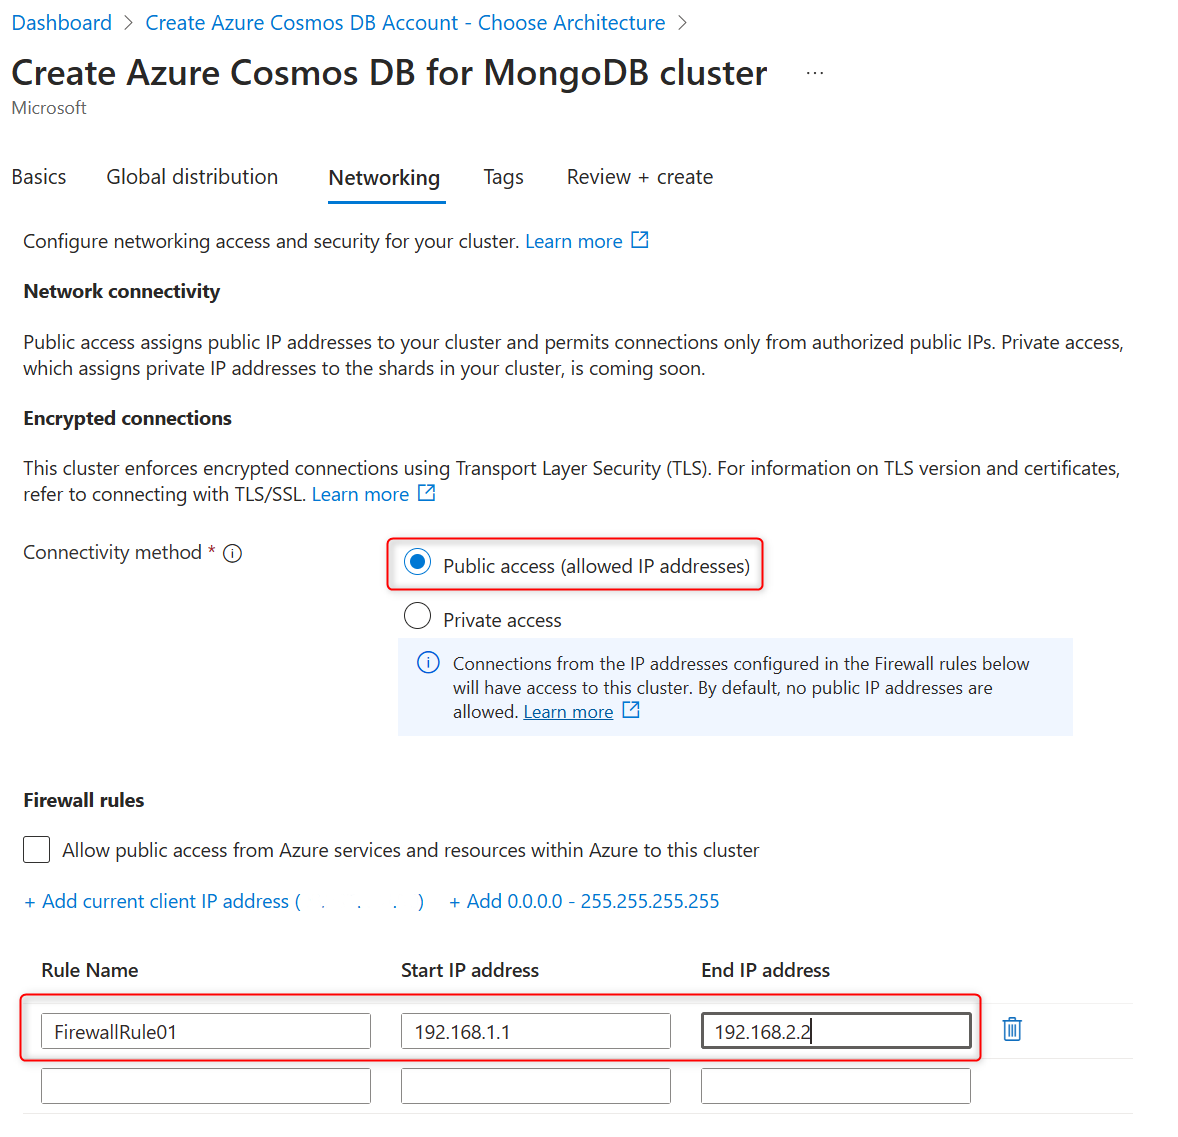 Dashboard > Create Azure Cosmos DB Account - Choose Architecture >
Create Azure Cosmos DB for MongoDB cluster ...
Microsoft
Basics Global distribution Networking Tags Review + create
Configure networking access and security for your cluster. Learn more
Network connectivity
Public access assigns public IP addresses to your cluster and permits connections only from authorized public IPs. Private access,
which assigns private IP addresses to the shards in your cluster, is coming soon.
Encrypted connections
This cluster enforces encrypted connections using Transport Layer Security (TLS). For information on TLS version and certificates,
refer to connecting with TLS/SSL. Learn more
Connectivity method *
Public access (allowed IP addresses)
Private access
Connections from the IP addresses configured in the Firewall rules below
will have access to this cluster. By default, no public IP addresses are
allowed. Learn more
Firewall rules
Allow public access from Azure services and resources within Azure to this cluster
+ Add current client IP address ( . . . ) + Add 0.0.0.0 - 255.255.255.255
Rule Name Start IP address End IP address
FirewallRule01 192.168.1.1 192.168.2.2